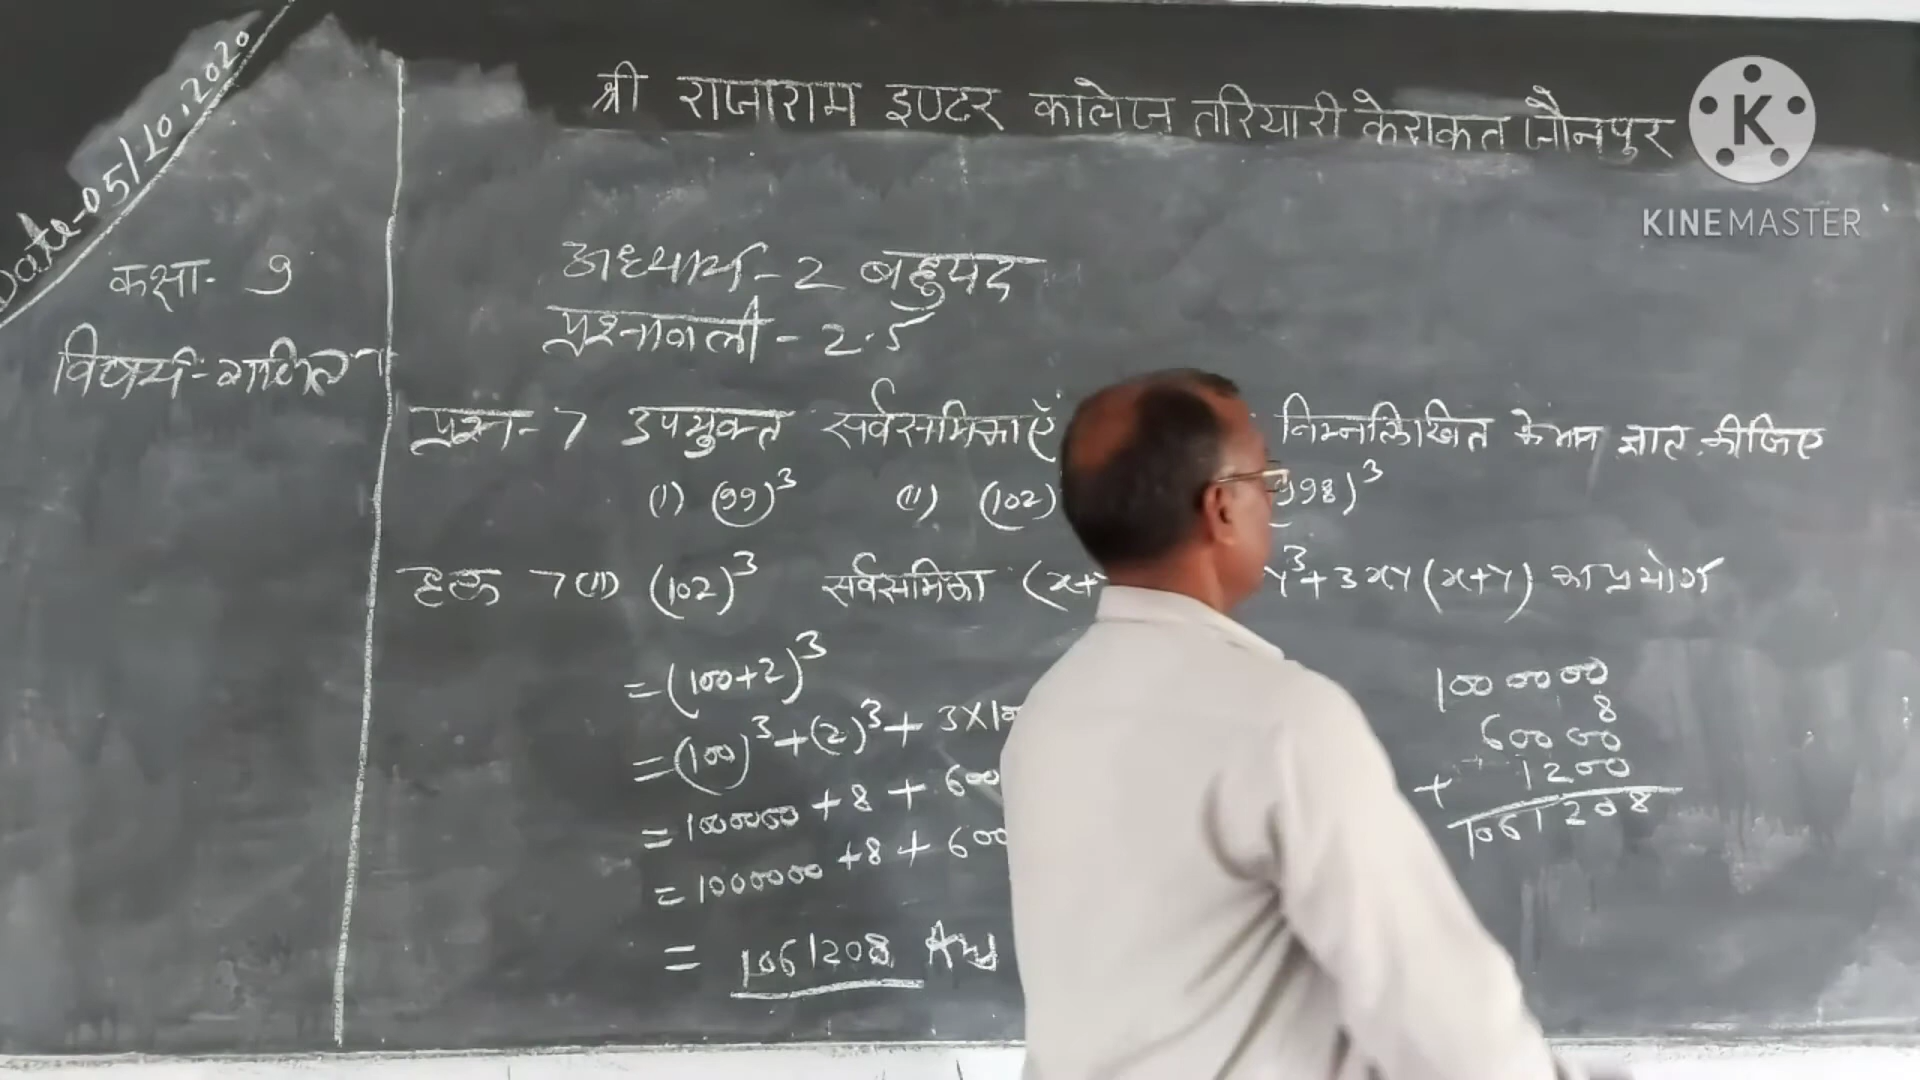 Date-05/10.2020
श्री राजाराम इण्टर कालेज तरियारी केराकत जौनपुर
KINEMASTER
कक्षा- 9
विषय-गणित
अध्याय-2 बहुपद
प्रश्नावली-2.5
प्रश्न-7 उपयुक्त सर्वसमिकाएँ निम्नलिखित के मान ज्ञात कीजिए
(i) (99)³ (ii) (102) 998)³
हल 7(ii) (102)³ सर्वसमिका (x+ y³+3xy(x+y) का प्रयोग
=(100+2)³
=(100)³+(2)³+ 3×10
=1000000+8+600
=1000000+8+600
= 1061208 Ans
1000000
8
60000
+ 1200
1061208